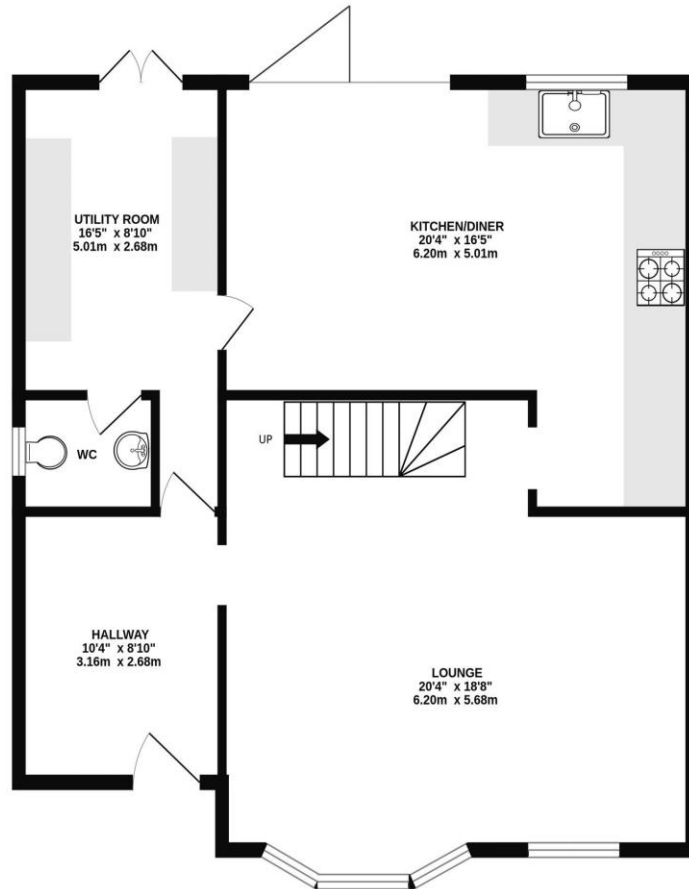 UTILITY ROOM
16'5" x 8'10"
5.01m x 2.68m
KITCHEN/DINER
20'4" x 16'5"
6.20m x 5.01m
UP
WC
HALLWAY
10'4" x 8'10"
3.16m x 2.68m
LOUNGE
20'4" x 18'8"
6.20m x 5.68m